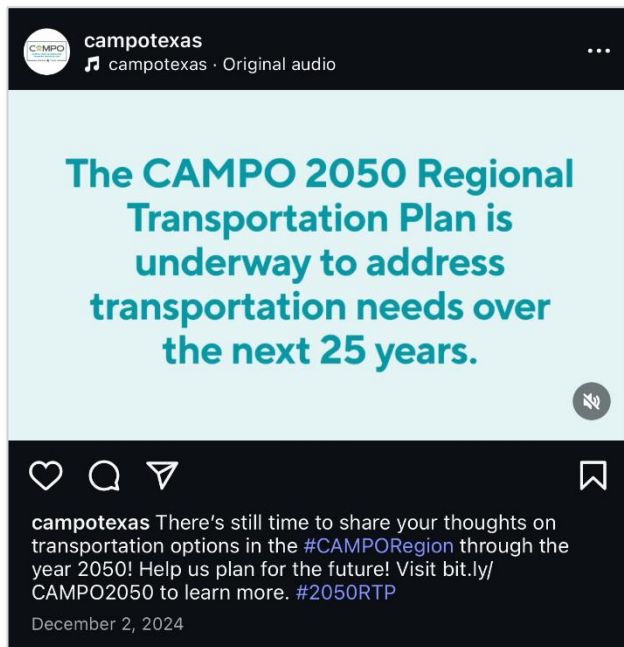 campotexas
campotexas · Original audio
CAMPO
The CAMPO 2050 Regional
Transportation Plan is
underway to address
transportation needs over
the next 25 years.
campotexas There’s still time to share your thoughts on
transportation options in the #CAMPORegion through the
year 2050! Help us plan for the future! Visit bit.ly/
CAMPO2050 to learn more. #2050RTP
December 2, 2024